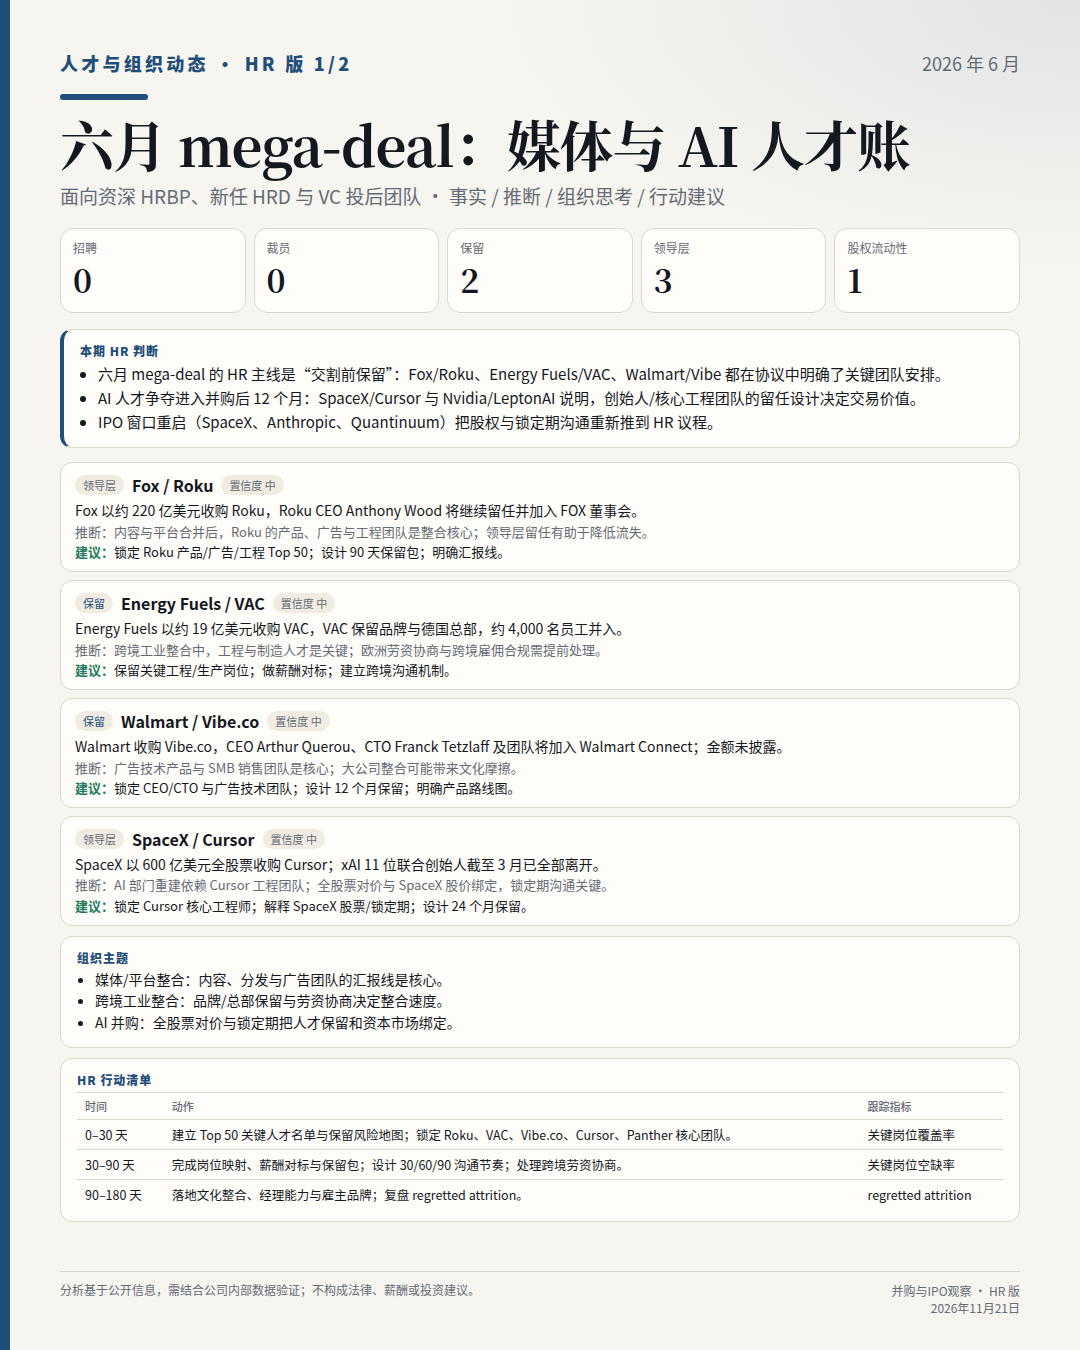 人才与组织动态 · HR 版 1/2
2026 年 6 月
六月 mega-deal：媒体与 AI 人才账
面向资深 HRBP、新任 HRD 与 VC 投后团队 · 事实 / 推断 / 组织思考 / 行动建议
招聘
0
裁员
0
保留
2
领导层
3
股权流动性
1
本期 HR 判断
• 六月 mega-deal 的 HR 主线是“交割前保留”：Fox/Roku、Energy Fuels/VAC、Walmart/Vibe 都在协议中明确了关键团队安排。
• AI 人才争夺进入并购后 12 个月：SpaceX/Cursor 与 Nvidia/LeptonAI 说明，创始人/核心工程团队的留任设计决定交易价值。
• IPO 窗口重启（SpaceX、Anthropic、Quantinuum）把股权与锁定期沟通重新推到 HR 议程。
领导层 Fox / Roku 置信度 中
Fox 以约 220 亿美元收购 Roku，Roku CEO Anthony Wood 将继续留任并加入 FOX 董事会。
推断：内容与平台合并后，Roku 的产品、广告与工程团队是整合核心；领导层留任有助于降低流失。
建议：锁定 Roku 产品/广告/工程 Top 50；设计 90 天保留包；明确汇报线。
保留 Energy Fuels / VAC 置信度 中
Energy Fuels 以约 19 亿美元收购 VAC，VAC 保留品牌与德国总部，约 4,000 名员工并入。
推断：跨境工业整合中，工程与制造人才是关键；欧洲劳资协商与跨境雇佣合规需提前处理。
建议：保留关键工程/生产岗位；做薪酬对标；建立跨境沟通机制。
保留 Walmart / Vibe.co 置信度 中
Walmart 收购 Vibe.co，CEO Arthur Querou、CTO Franck Tetzlaff 及团队将加入 Walmart Connect；金额未披露。
推断：广告技术产品与 SMB 销售团队是核心；大公司整合可能带来文化摩擦。
建议：锁定 CEO/CTO 与广告技术团队；设计 12 个月保留；明确产品路线图。
领导层 SpaceX / Cursor 置信度 中
SpaceX 以 600 亿美元全股票收购 Cursor；xAI 11 位联合创始人截至 3 月已全部离开。
推断：AI 部门重建依赖 Cursor 工程团队；全股票对价与 SpaceX 股价绑定，锁定期沟通关键。
建议：锁定 Cursor 核心工程师；解释 SpaceX 股票/锁定期；设计 24 个月保留。
组织主题
• 媒体/平台整合：内容、分发与广告团队的汇报线是核心。
• 跨境工业整合：品牌/总部保留与劳资协商决定整合速度。
• AI 并购：全股票对价与锁定期把人才保留和资本市场绑定。
HR 行动清单
时间 动作 跟踪指标
0–30 天 建立 Top 50 关键人才名单与保留风险地图；锁定 Roku、VAC、Vibe.co、Cursor、Panther 核心团队。 关键岗位覆盖率
30–90 天 完成岗位映射、薪酬对标与保留包；设计 30/60/90 沟通节奏；处理跨境劳资协商。 关键岗位空缺率
90–180 天 落地文化整合、经理能力与雇主品牌；复盘 regretted attrition。 regretted attrition
分析基于公开信息，需结合公司内部数据验证；不构成法律、薪酬或投资建议。
并购与IPO观察 · HR 版
2026年11月21日